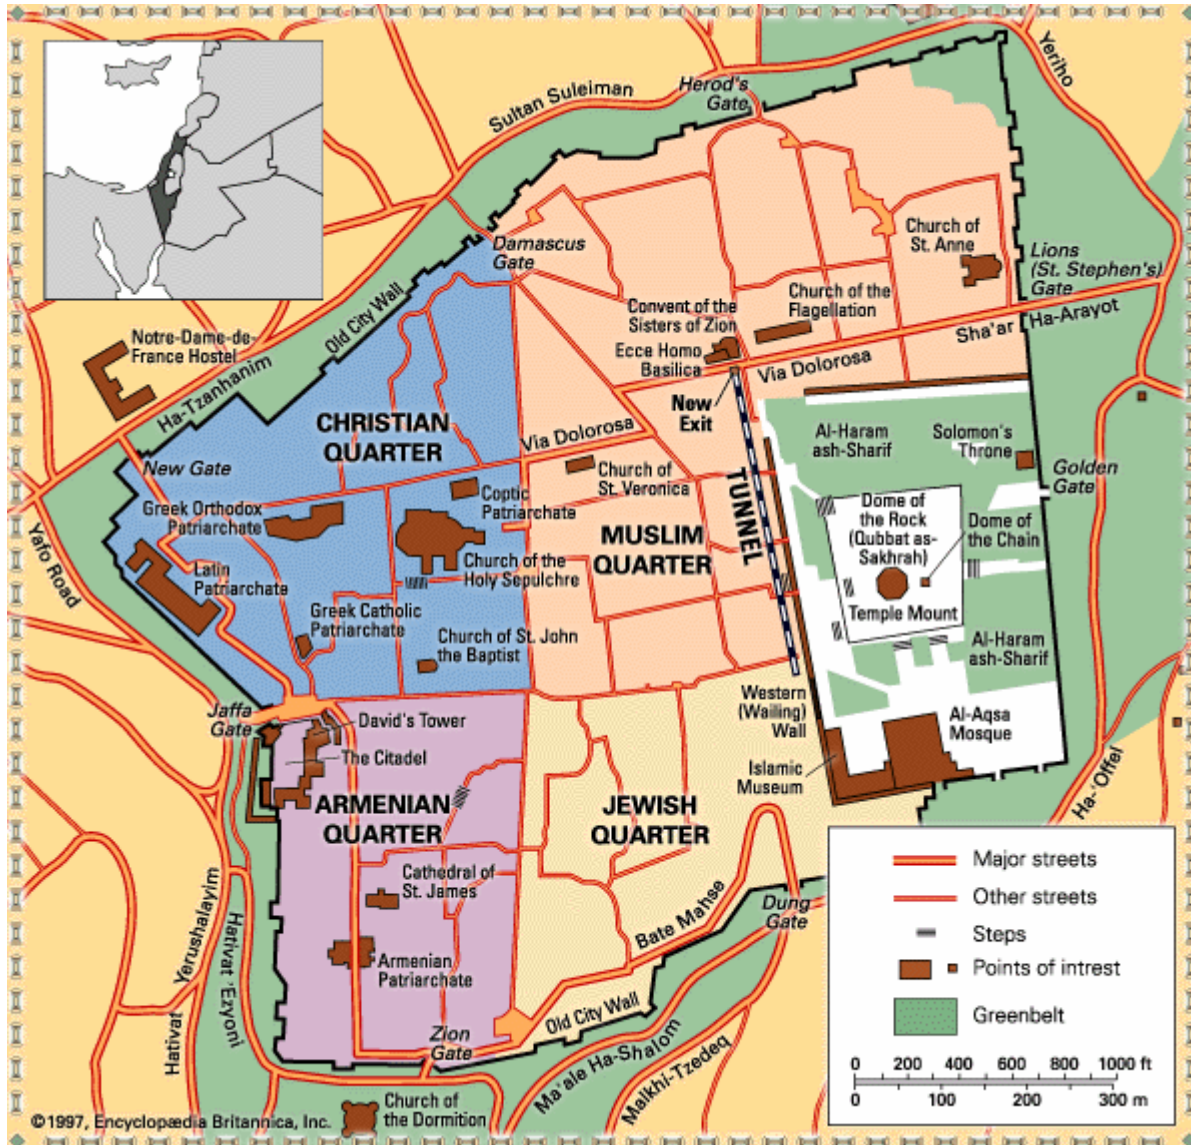 Yeriho
Sultan Suleiman
Herod's
Gate
Damascus
Gate
Church of
St. Anne
Lions
(St. Stephen's)
Gate
Old City Wall
Convent of the
Sisters of Zion
Church of the
Flagellation
Sha'ar
Ha-Arayot
Notre-Dame-de-
France Hostel
Ecce Homo
Basilica
Via Dolorosa
Ha-Tzanhanim
New
Exit
CHRISTIAN
QUARTER
Via Dolorosa
Al-Haram
ash-Sharif
Solomon's
Throne
New Gate
Church of
St. Veronica
TUNNEL
Golden
Gate
Greek Orthodox
Patriarchate
Coptic
Patriarchate
Dome of
the Rock
(Qubbat as-
Sakhrah)
Dome of
the Chain
MUSLIM
QUARTER
Yafo Road
Latin
Patriarchate
Church of the
Holy Sepulchre
Temple Mount
Greek Catholic
Patriarchate
Church of St. John
the Baptist
Al-Haram
ash-Sharif
Jaffa
Gate
David's Tower
Western
(Wailing)
Wall
Al-Aqsa
Mosque
The Citadel
Islamic
Museum
Ha-'Offel
ARMENIAN
QUARTER
JEWISH
QUARTER
Cathedral of
St. James
Bate Mahse
Dung
Gate
Hativat Yerushalayim
Hativat 'Ezyoni
Armenian
Patriarchate
Old City Wall
Zion
Gate
Ma'ale Ha-Shalom
Malkhi-Tzedeq
Church of
the Dormition
Major streets
Other streets
Steps
Points of intrest
Greenbelt
0 200 400 600 800 1000 ft
0 100 200 300 m
©1997, Encyclopædia Britannica, Inc.